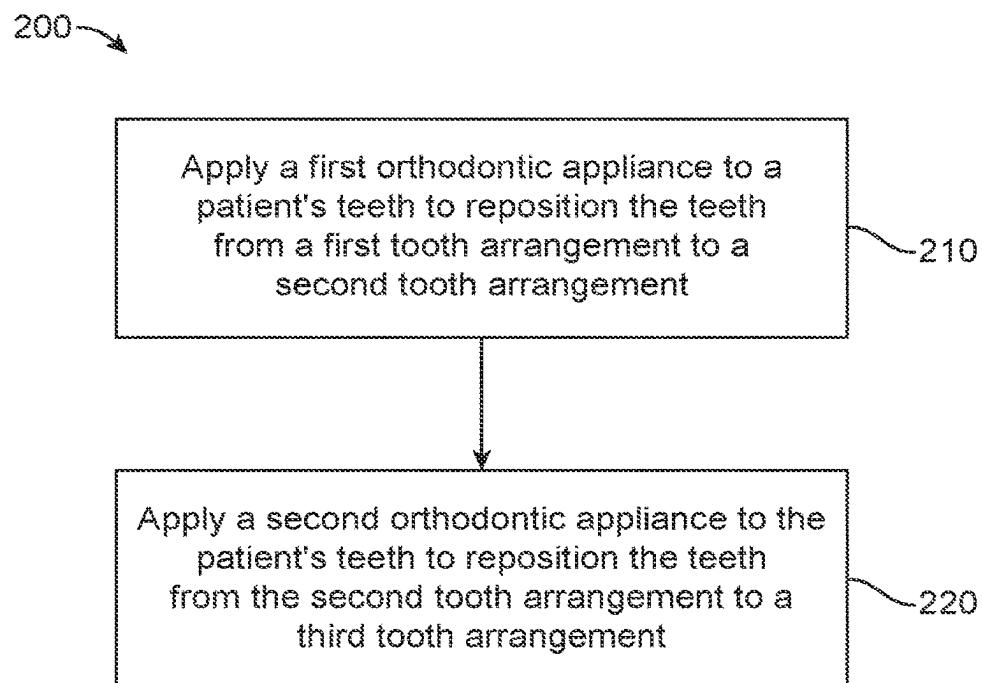 200
Apply a first orthodontic appliance to a
patient's teeth to reposition the teeth
from a first tooth arrangement to a
second tooth arrangement
210
Apply a second orthodontic appliance to the
patient's teeth to reposition the teeth
from the second tooth arrangement to a
third tooth arrangement
220